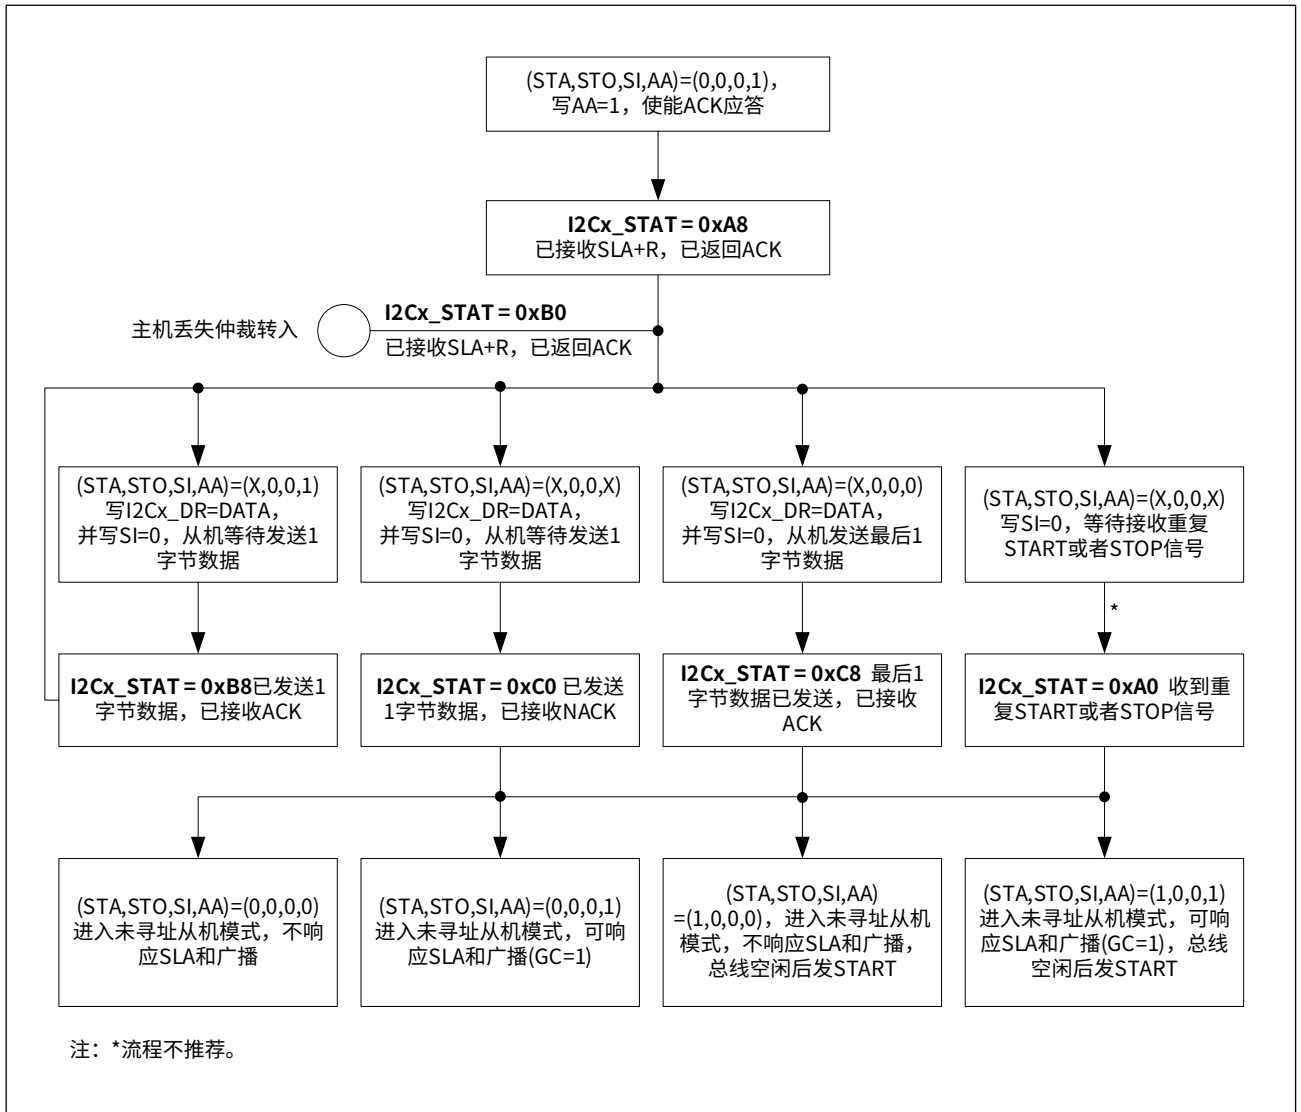 (STA,STO,SI,AA)=(0,0,0,1)，
写AA=1，使能ACK应答
I2Cx_STAT = 0xA8
已接收SLA+R，已返回ACK
主机丢失仲裁转入
I2Cx_STAT = 0xB0
已接收SLA+R，已返回ACK
(STA,STO,SI,AA)=(X,0,0,1)
写I2Cx_DR=DATA，
并写SI=0，从机等待发送1
字节数据
(STA,STO,SI,AA)=(X,0,0,X)
写I2Cx_DR=DATA，
并写SI=0，从机等待发送1
字节数据
(STA,STO,SI,AA)=(X,0,0,0)
写I2Cx_DR=DATA，
并写SI=0，从机发送最后1
字节数据
(STA,STO,SI,AA)=(X,0,0,X)
写SI=0，等待接收重复
START或者STOP信号
*
I2Cx_STAT = 0xB8已发送1
字节数据，已接收ACK
I2Cx_STAT = 0xC0 已发送
1字节数据，已接收NACK
I2Cx_STAT = 0xC8 最后1
字节数据已发送，已接收
ACK
I2Cx_STAT = 0xA0 收到重
复START或者STOP信号
(STA,STO,SI,AA)=(0,0,0,0)
进入未寻址从机模式，不响
应SLA和广播
(STA,STO,SI,AA)=(0,0,0,1)
进入未寻址从机模式，可响
应SLA和广播(GC=1)
(STA,STO,SI,AA)
=(1,0,0,0)，进入未寻址从机
模式，不响应SLA和广播，
总线空闲后发START
(STA,STO,SI,AA)=(1,0,0,1)
进入未寻址从机模式，可响
应SLA和广播(GC=1)，总线
空闲后发START
注：*流程不推荐。